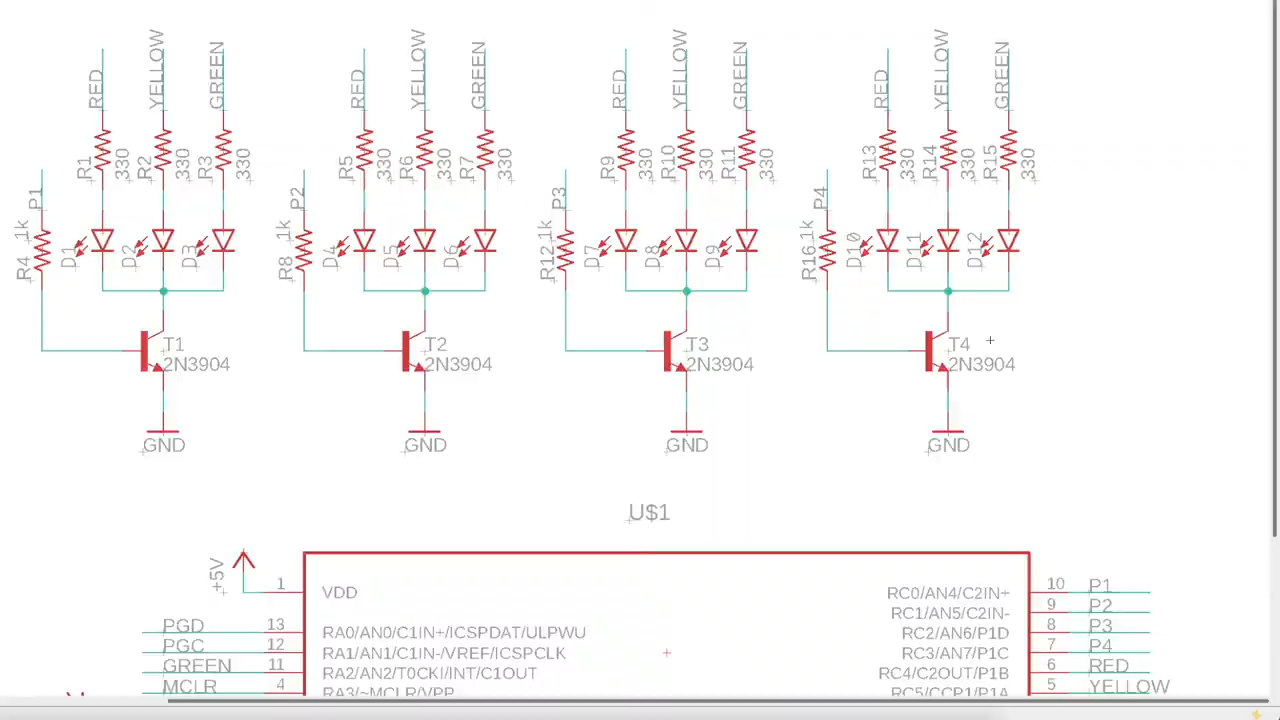 RED YELLOW GREEN RED YELLOW GREEN RED YELLOW GREEN RED YELLOW GREEN
R1 330 R2 330 R3 330 R5 330 R6 330 R7 330 R9 330 R10 330 R11 330 R13 330 R14 330 R15 330
P1 P2 P3 P4
1k 1k 1k 1k
R4 D1 D2 D3 R8 D4 D5 D6 R12 D7 D8 D9 R16 D10 D11 D12
T1 T2 T3 T4
2N3904 2N3904 2N3904 2N3904
GND GND GND GND
U$1
+5V 1 VDD RC0/AN4/C2IN+ 10 P1
RC1/AN5/C2IN- 9 P2
PGD 13 RA0/AN0/C1IN+/ICSPDAT/ULPWU RC2/AN6/P1D 8 P3
PGC 12 RA1/AN1/C1IN-/VREF/ICSPCLK RC3/AN7/P1C 7 P4
GREEN 11 RA2/AN2/T0CKI/INT/C1OUT RC4/C2OUT/P1B 6 RED
MCLR 4 RA3/~MCLR/VPP RC5/CCP1/P1A 5 YELLOW